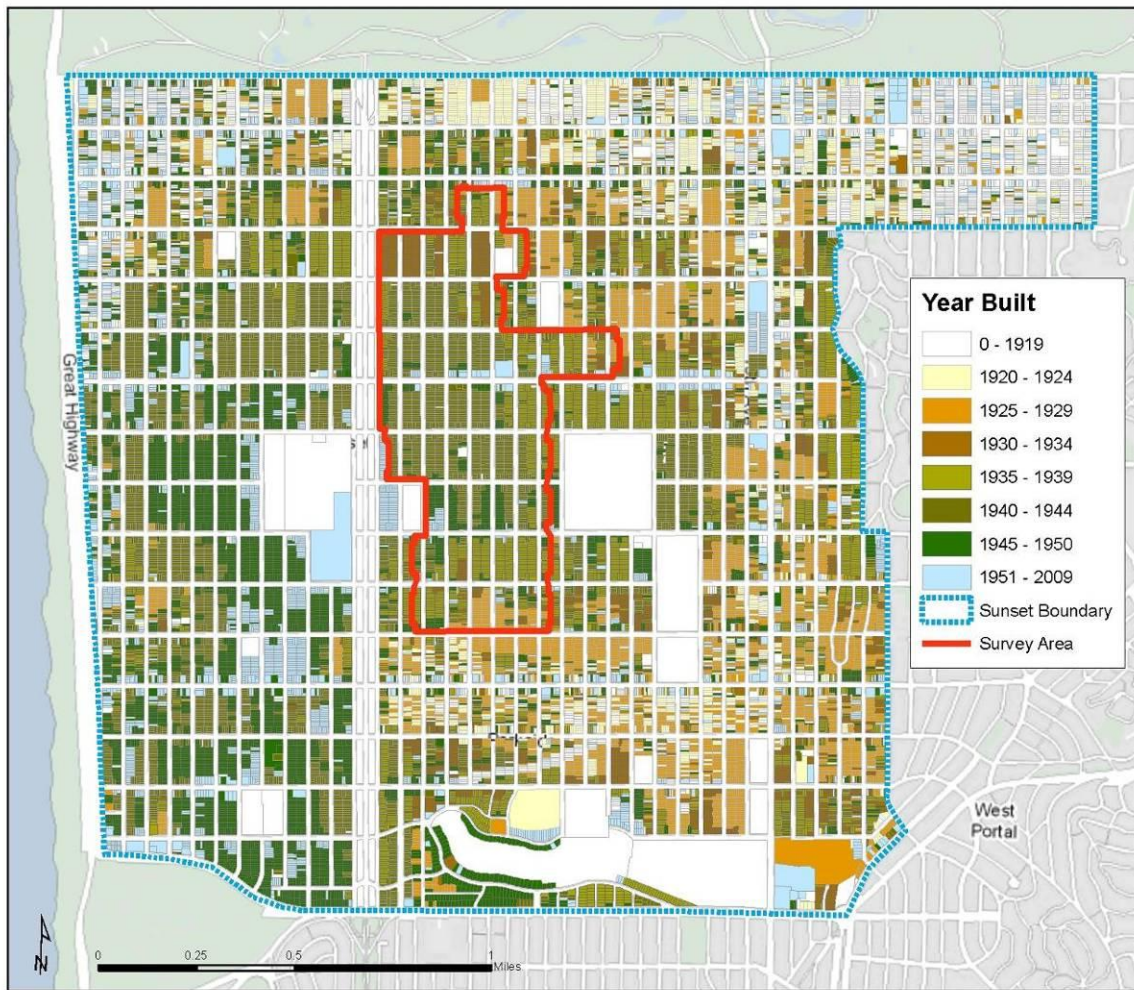 Great Highway
Year Built
0 - 1919
1920 - 1924
1925 - 1929
1930 - 1934
1935 - 1939
1940 - 1944
1945 - 1950
1951 - 2009
Sunset Boundary
Survey Area
West
Portal
N
0 0.25 0.5 1
Miles